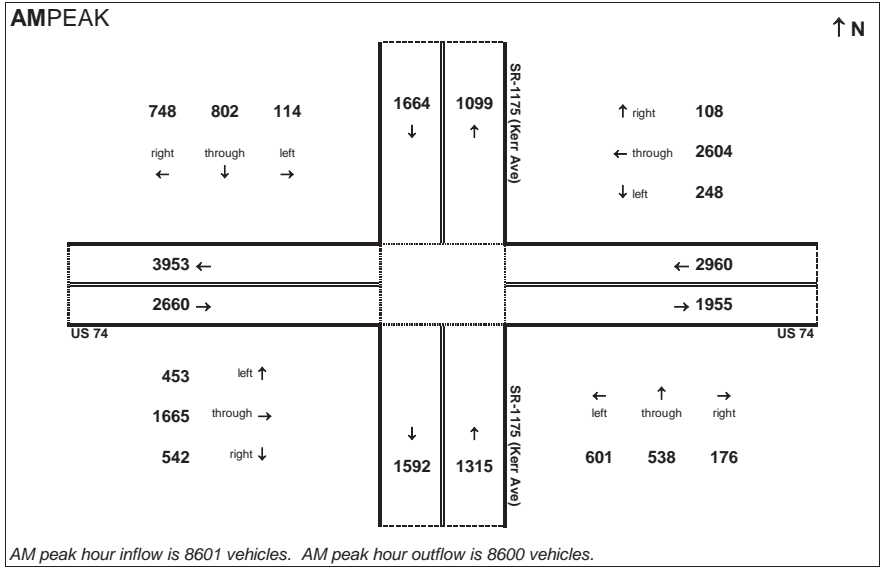 AMPEAK
↑ N
748 802 114
right through left
← ↓ →
1664 1099
↓ ↑
SR-1175 (Kerr Ave)
↑ right 108
← through 2604
↓ left 248
3953 ←
← 2960
2660 →
→ 1955
US 74
US 74
453 left ↑
1665 through →
542 right ↓
↓ ↑
1592 1315
SR-1175 (Kerr Ave)
← ↑ →
left through right
601 538 176
AM peak hour inflow is 8601 vehicles. AM peak hour outflow is 8600 vehicles.